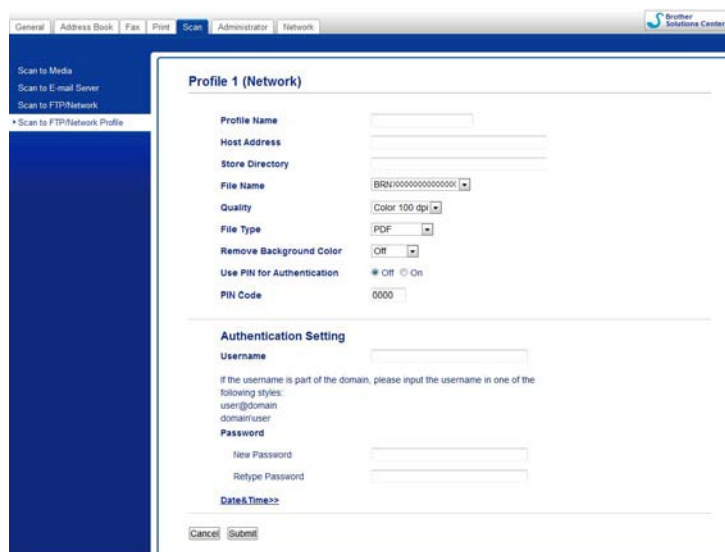 General Address Book Fax Print Scan Administrator Network
Brother
Solutions Center
Scan to Media
Scan to E-mail Server
Scan to FTP/Network
Scan to FTP/Network Profile
Profile 1 (Network)
Profile Name
Host Address
Store Directory
File Name BRNXXXXXXXXXXXX
Quality Color 100 dpi
File Type PDF
Remove Background Color Off
Use PIN for Authentication Off On
PIN Code 0000
Authentication Setting
Username
If the username is part of the domain, please input the username in one of the
following styles:
user@domain
domain\user
Password
New Password
Retype Password
Date&Time>>
Cancel Submit